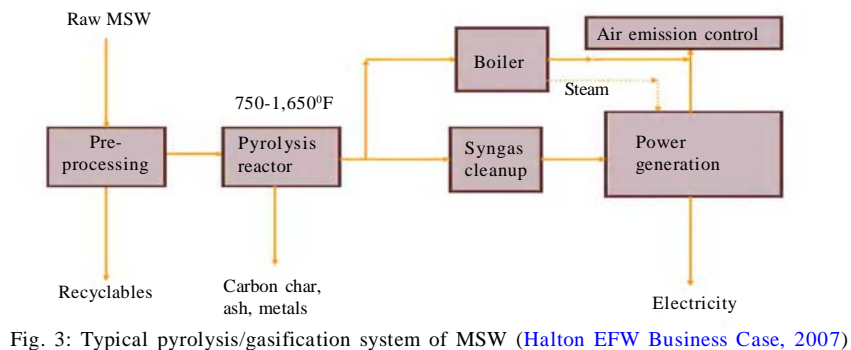 Raw MSW
Air emission control
Boiler
750-1,650⁰F
Steam
Pre-
processing
Pyrolysis
reactor
Syngas
cleanup
Power
generation
Recyclables
Carbon char,
ash, metals
Electricity
Fig. 3: Typical pyrolysis/gasification system of MSW (Halton EFW Business Case, 2007)